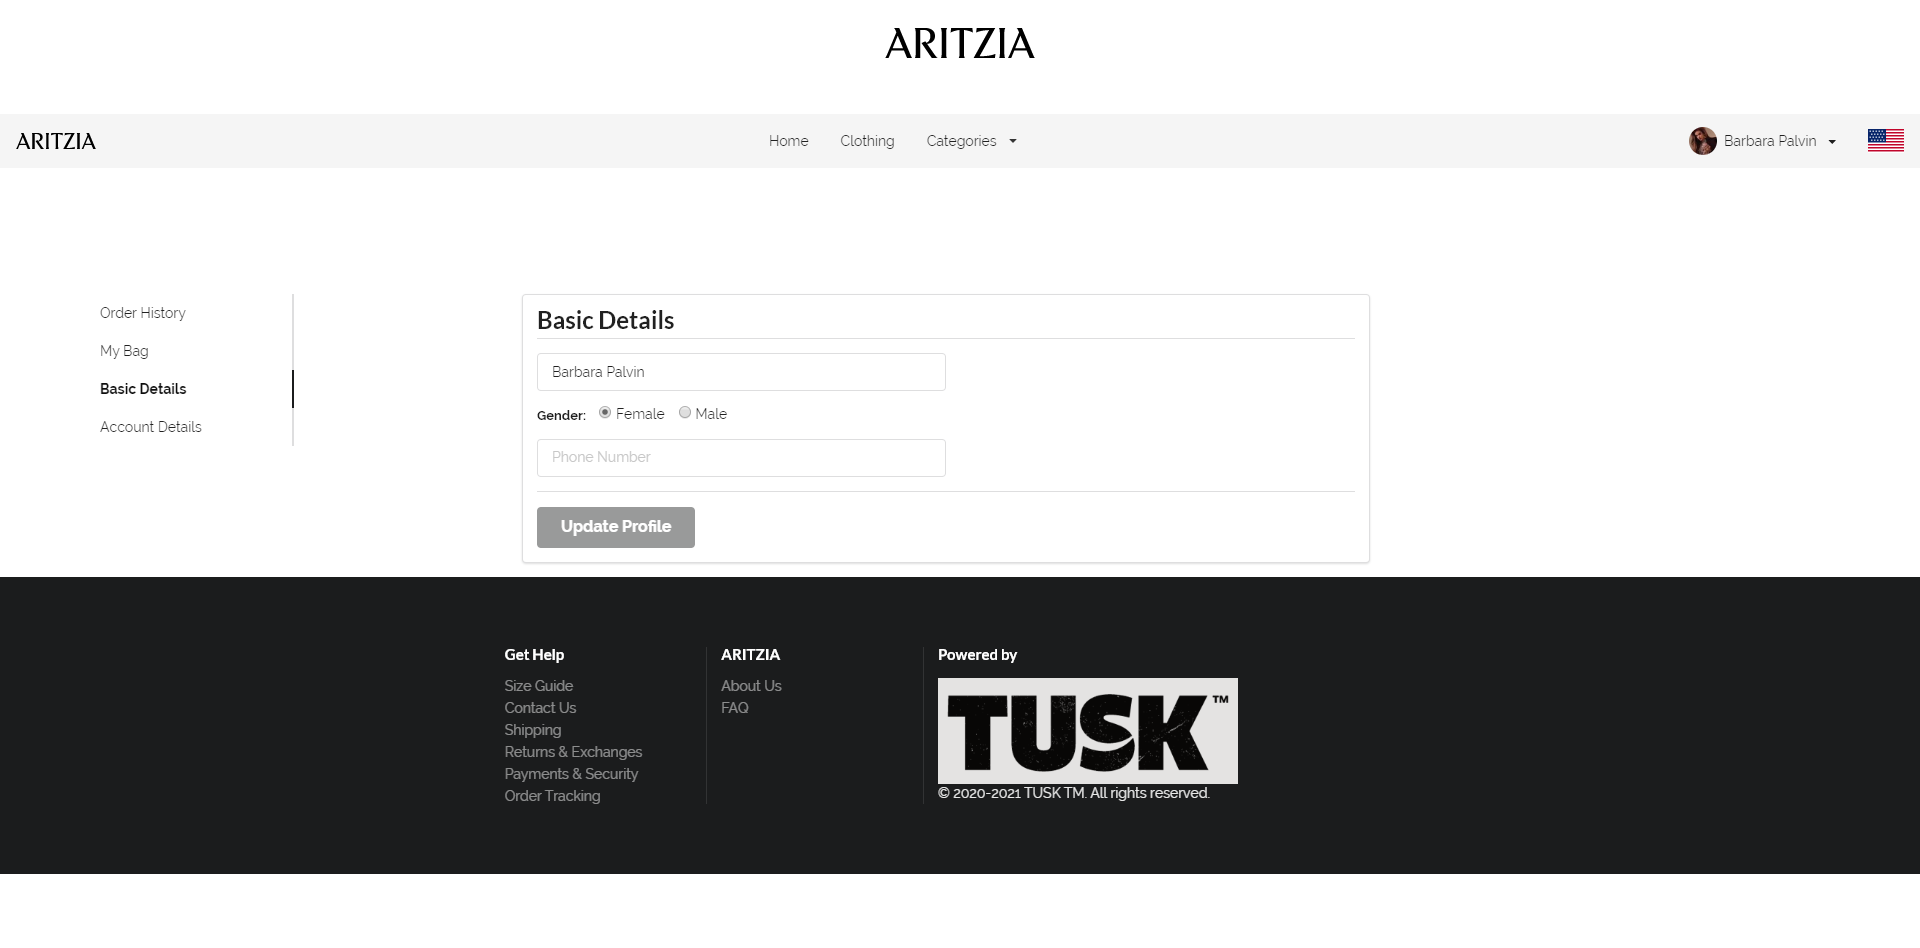 ARITZIA
ARITZIA
Home
Clothing
Categories
Barbara Palvin
Order History
My Bag
Basic Details
Account Details
Basic Details
Barbara Palvin
Gender: Female Male
Phone Number
Update Profile
Get Help
Size Guide
Contact Us
Shipping
Returns & Exchanges
Payments & Security
Order Tracking
ARITZIA
About Us
FAQ
Powered by
TUSK™
© 2020-2021 TUSK TM. All rights reserved.